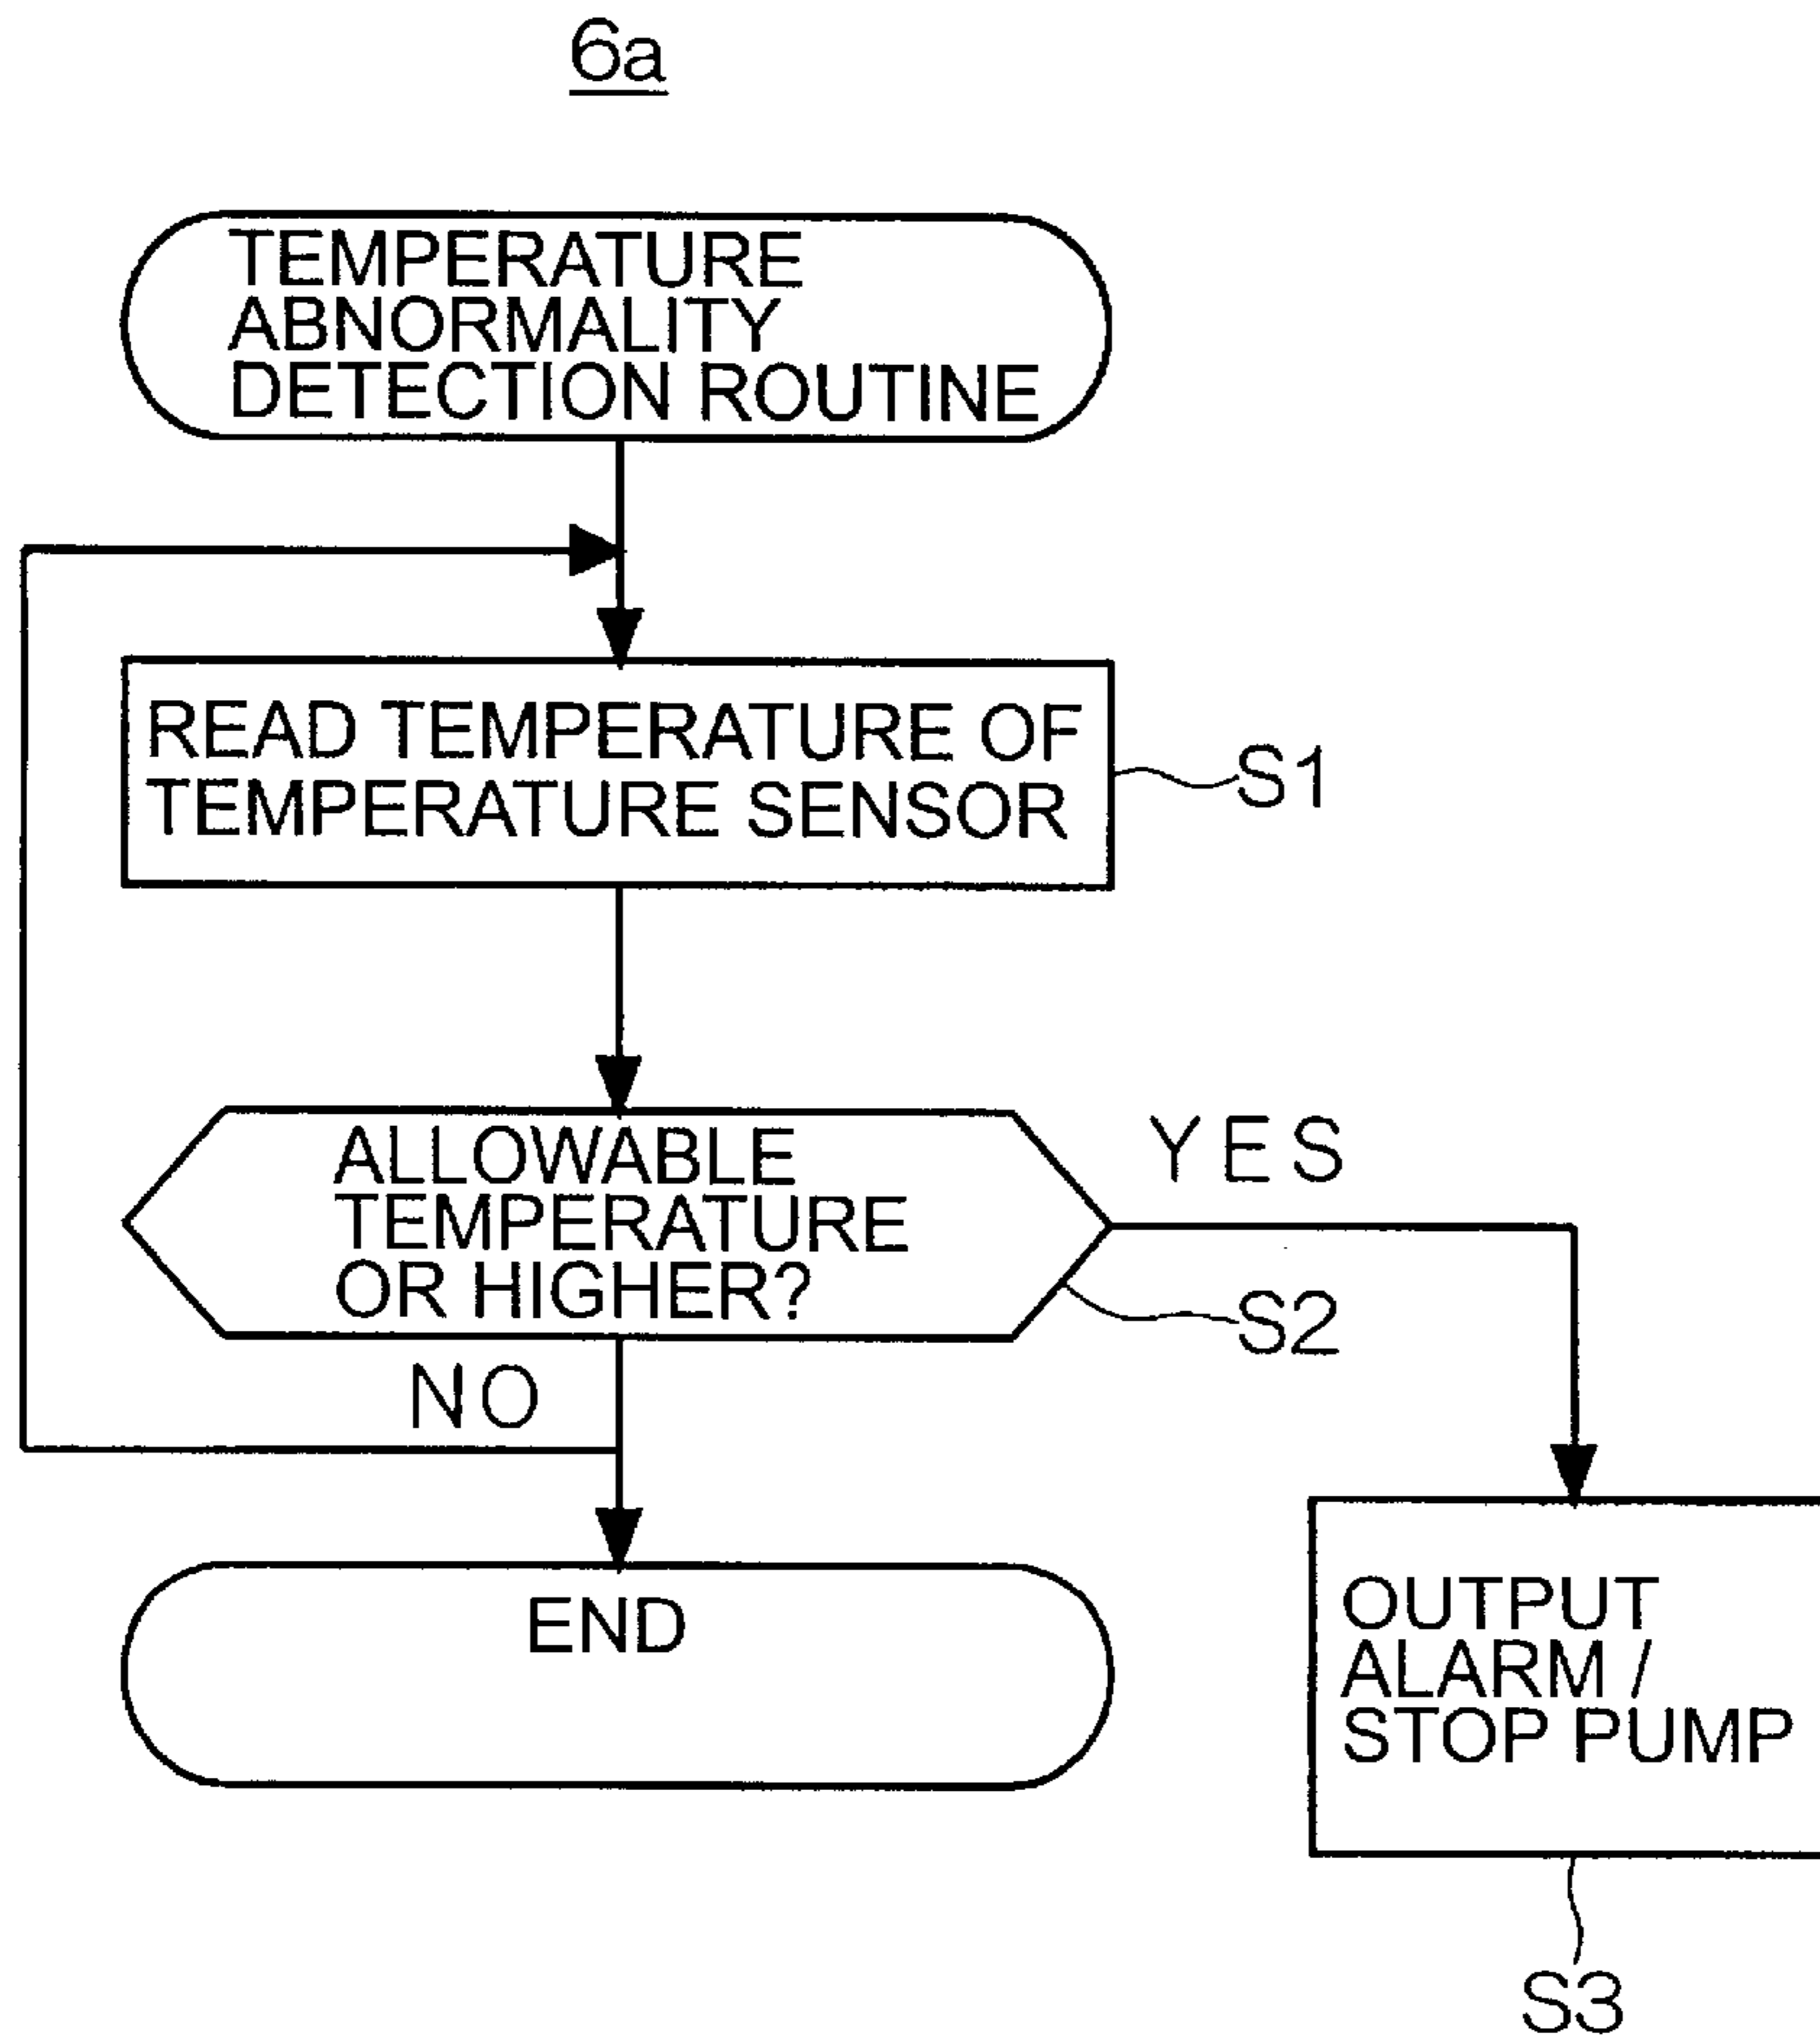 6a
TEMPERATURE
ABNORMALITY
DETECTION ROUTINE
READ TEMPERATURE OF
TEMPERATURE SENSOR
S1
ALLOWABLE
TEMPERATURE
OR HIGHER?
YES
S2
NO
END
OUTPUT
ALARM /
STOP PUMP
S3